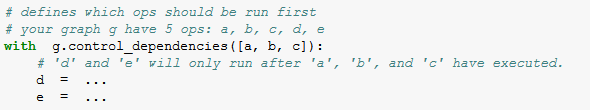 # defines which ops should be run first
# your graph g have 5 ops: a, b, c, d, e
with g.control_dependencies([a, b, c]):
# 'd' and 'e' will only run after 'a', 'b', and 'c' have executed.
d = ...
e = ...